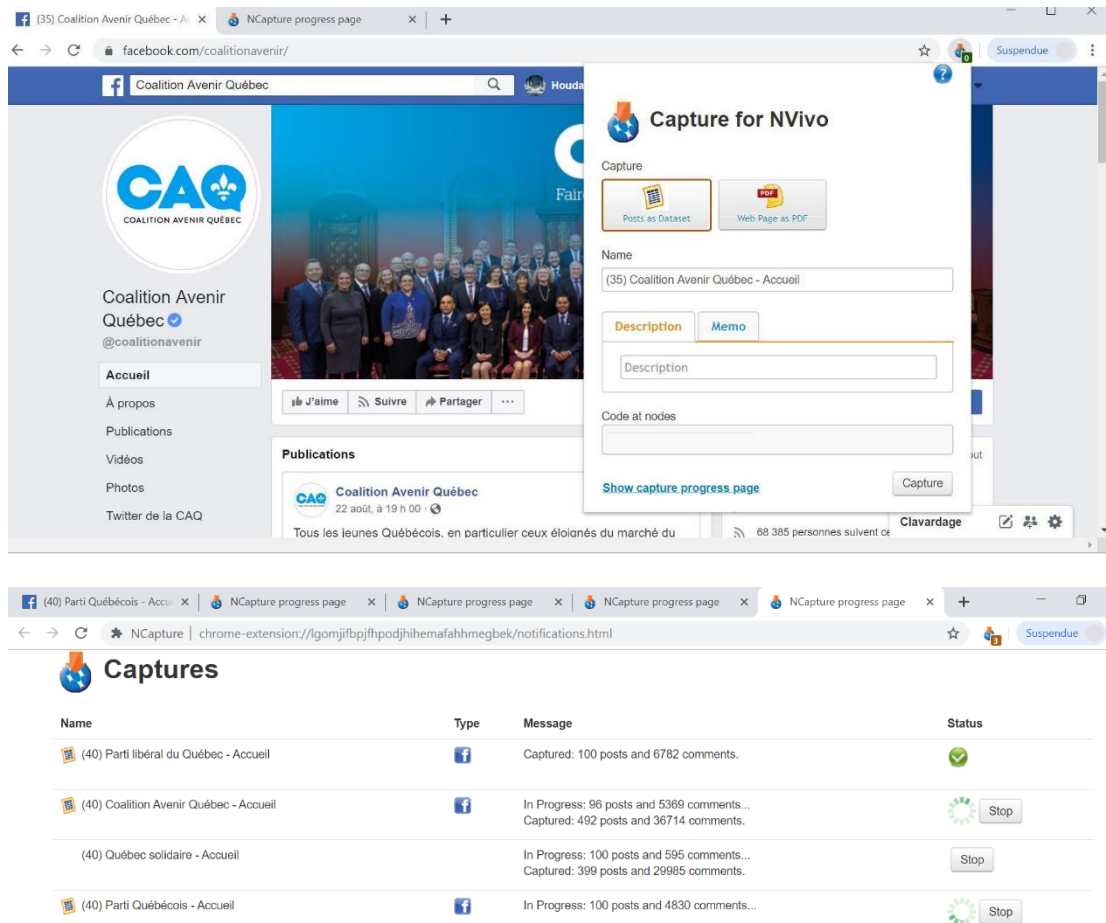 (35) Coalition Avenir Québec - A
NCapture progress page
facebook.com/coalitionavenir/
Suspendue
0
Coalition Avenir Québec
Houda
CAQ
COALITION AVENIR QUÉBEC
Coalition Avenir
Québec
@coalitionavenir
Accueil
À propos
Publications
Vidéos
Photos
Twitter de la CAQ
C
Faire
J'aime
Suivre
Partager
Publications
CAQ
Coalition Avenir Québec
22 août, à 19 h 00
Tous les jeunes Québécois, en particulier ceux éloignés du marché du
?
Capture for NVivo
Capture
Posts as Dataset
PDF
Web Page as PDF
Name
(35) Coalition Avenir Québec - Accueil
Description
Memo
Description
Code at nodes
Show capture progress page
Capture
out
68 385 personnes suivent ce
Clavardage
(40) Parti Québécois - Accu
NCapture progress page
NCapture progress page
NCapture progress page
NCapture progress page
NCapture | chrome-extension://lgomjifbpjfhpodjhihemafahhmegbek/notifications.html
3
Suspendue
Captures
Name Type Message Status
(40) Parti libéral du Québec - Accueil Captured: 100 posts and 6782 comments.
(40) Coalition Avenir Québec - Accueil In Progress: 96 posts and 5369 comments... Stop
Captured: 492 posts and 36714 comments.
(40) Québec solidaire - Accueil In Progress: 100 posts and 595 comments... Stop
Captured: 399 posts and 29985 comments.
(40) Parti Québécois - Accueil In Progress: 100 posts and 4830 comments... Stop